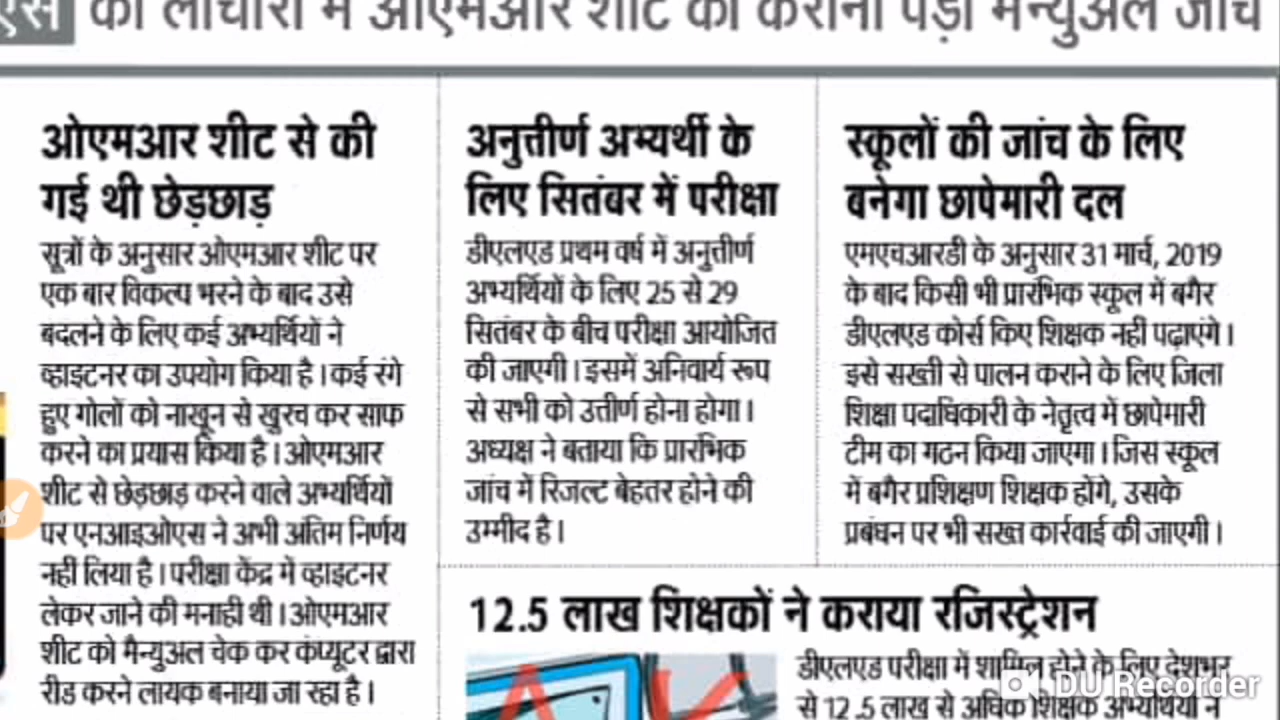 एस की लाचारी में ओएमआर शीट की करानी पड़ी मैन्युअल जांच
ओएमआर शीट से की
गई थी छेड़छाड़
सूत्रों के अनुसार ओएमआर शीट पर
एक बार विकल्प भरने के बाद उसे
बदलने के लिए कई अभ्यर्थियों ने
व्हाइटनर का उपयोग किया है। कई रंगे
हुए गोलों को नाखून से खुरच कर साफ
करने का प्रयास किया है। ओएमआर
शीट से छेड़छाड़ करने वाले अभ्यर्थियों
पर एनआइओएस ने अभी अंतिम निर्णय
नहीं लिया है। परीक्षा केंद्र में व्हाइटनर
लेकर जाने की मनाही थी। ओएमआर
शीट को मैन्युअल चेक कर कंप्यूटर द्वारा
रीड करने लायक बनाया जा रहा है।
अनुत्तीर्ण अभ्यर्थी के
लिए सितंबर में परीक्षा
डीएलएड प्रथम वर्ष में अनुत्तीर्ण
अभ्यर्थियों के लिए 25 से 29
सितंबर के बीच परीक्षा आयोजित
की जाएगी। इसमें अनिवार्य रूप
से सभी को उत्तीर्ण होना होगा।
अध्यक्ष ने बताया कि प्रारंभिक
जांच में रिजल्ट बेहतर होने की
उम्मीद है।
स्कूलों की जांच के लिए
बनेगा छापेमारी दल
एमएचआरडी के अनुसार 31 मार्च, 2019
के बाद किसी भी प्रारंभिक स्कूल में बगैर
डीएलएड कोर्स किए शिक्षक नहीं पढ़ाएंगे।
इसे सख्ती से पालन कराने के लिए जिला
शिक्षा पदाधिकारी के नेतृत्व में छापेमारी
टीम का गठन किया जाएगा। जिस स्कूल
में बगैर प्रशिक्षण शिक्षक होंगे, उसके
प्रबंधन पर भी सख्त कार्रवाई की जाएगी।
12.5 लाख शिक्षकों ने कराया रजिस्ट्रेशन
डीएलएड परीक्षा में शामिल होने के लिए देशभर
से 12.5 लाख से अधिक शिक्षक अभ्यर्थियों ने
DU Recorder